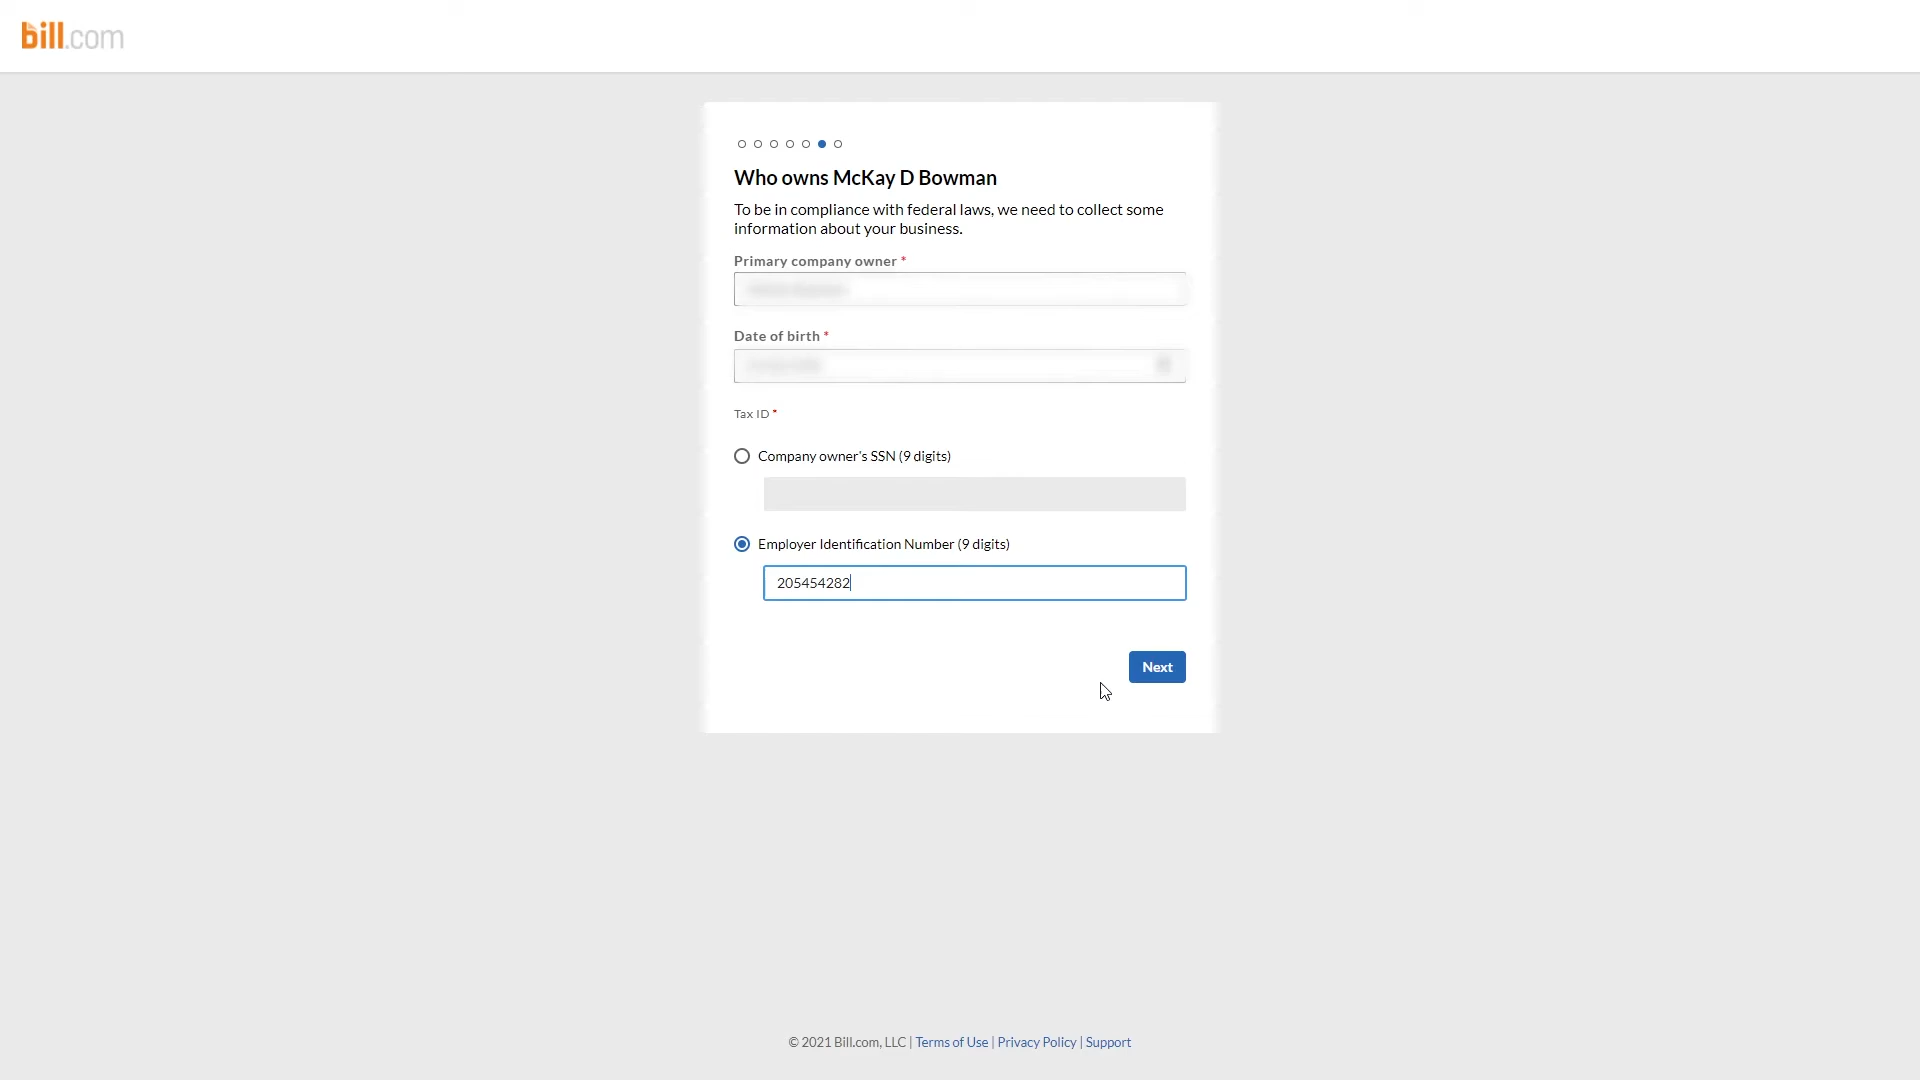 bill.com
Who owns McKay D Bowman
To be in compliance with federal laws, we need to collect some
information about your business.
Primary company owner *
Date of birth *
Tax ID *
Company owner's SSN (9 digits)
Employer Identification Number (9 digits)
205454282
Next
© 2021 Bill.com, LLC | Terms of Use | Privacy Policy | Support